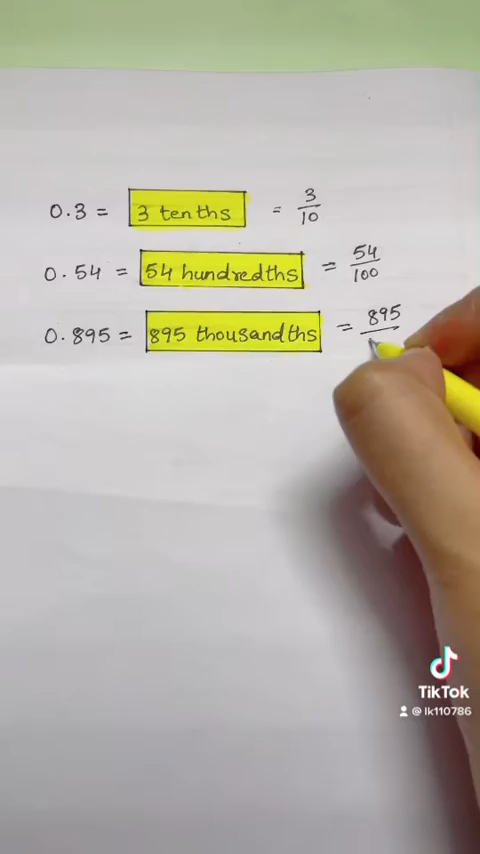 0.3 = 3 tenths = 3/10
0.54 = 54 hundredths = 54/100
0.895 = 895 thousandths = 895/
TikTok
@ lk110786